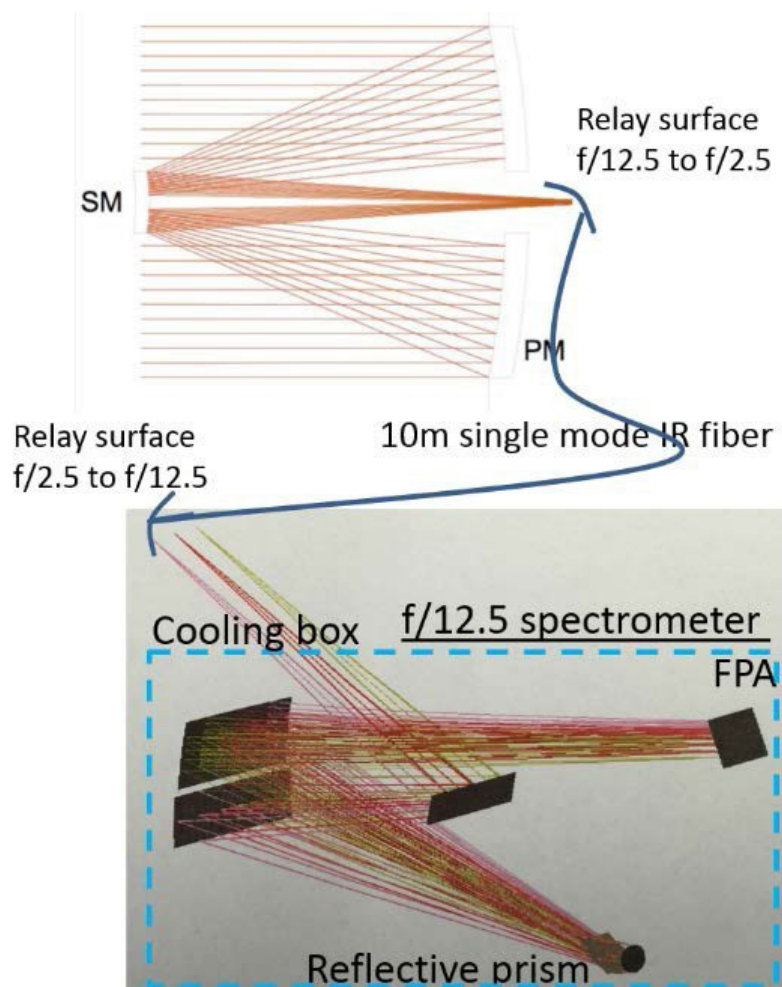 Relay surface
f/12.5 to f/2.5
SM
PM
Relay surface
f/2.5 to f/12.5
10m single mode IR fiber
Cooling box
f/12.5 spectrometer
FPA
Reflective prism